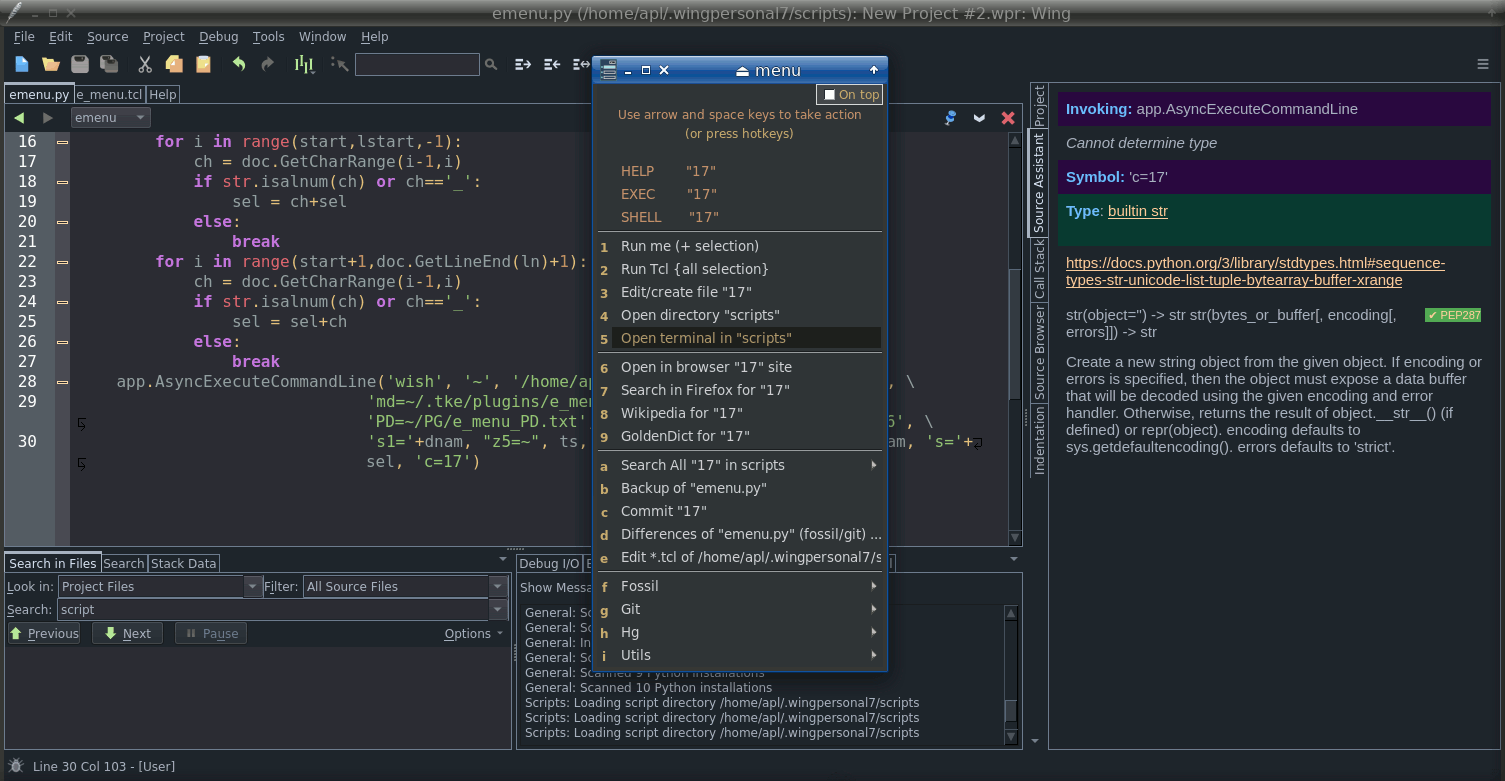 emenu.py (/home/apl/.wingpersonal7/scripts): New Project #2.wpr: Wing
File Edit Source Project Debug Tools Window Help
emenu.py e_menu.tcl Help
emenu
16 for i in range(start,lstart,-1):
17 ch = doc.GetCharRange(i-1,i)
18 if str.isalnum(ch) or ch=='_':
19 sel = ch+sel
20 else:
21 break
22 for i in range(start+1,doc.GetLineEnd(ln)+1):
23 ch = doc.GetCharRange(i-1,i)
24 if str.isalnum(ch) or ch=='_':
25 sel = sel+ch
26 else:
27 break
28 app.AsyncExecuteCommandLine('wish', '~', '/home/ap , \
29 'md=~/.tke/plugins/e_men
'PD=~/PG/e_menu_PD.txt' 6', \
30 's1='+dnam, "z5=~", ts, am, 's='+
sel, 'c=17')
menu
On top
Use arrow and space keys to take action
(or press hotkeys)
HELP "17"
EXEC "17"
SHELL "17"
1 Run me (+ selection)
2 Run Tcl {all selection}
3 Edit/create file "17"
4 Open directory "scripts"
5 Open terminal in "scripts"
6 Open in browser "17" site
7 Search in Firefox for "17"
8 Wikipedia for "17"
9 GoldenDict for "17"
a Search All "17" in scripts
b Backup of "emenu.py"
c Commit "17"
d Differences of "emenu.py" (fossil/git) ...
e Edit *.tcl of /home/apl/.wingpersonal7/s
f Fossil
g Git
h Hg
i Utils
Project
Source Assistant
Call Stack
Source Browser
Indentation
Invoking: app.AsyncExecuteCommandLine
Cannot determine type
Symbol: 'c=17'
Type: builtin str
https://docs.python.org/3/library/stdtypes.html#sequence-
types-str-unicode-list-tuple-bytearray-buffer-xrange
str(object='') -> str str(bytes_or_buffer[, encoding[, ✔ PEP287
errors]]) -> str
Create a new string object from the given object. If encoding or
errors is specified, then the object must expose a data buffer
that will be decoded using the given encoding and error
handler. Otherwise, returns the result of object.__str__() (if
defined) or repr(object). encoding defaults to
sys.getdefaultencoding(). errors defaults to 'strict'.
Search in Files Search Stack Data
Look in: Project Files Filter: All Source Files
Search: script
Previous Next Pause Options
Debug I/O
Show Messa
General: Sc
General: Sc
General: In
General: Sc
General: Scanned 9 Python installations
General: Scanned 10 Python installations
Scripts: Loading script directory /home/apl/.wingpersonal7/scripts
Scripts: Loading script directory /home/apl/.wingpersonal7/scripts
Scripts: Loading script directory /home/apl/.wingpersonal7/scripts
Line 30 Col 103 - [User]